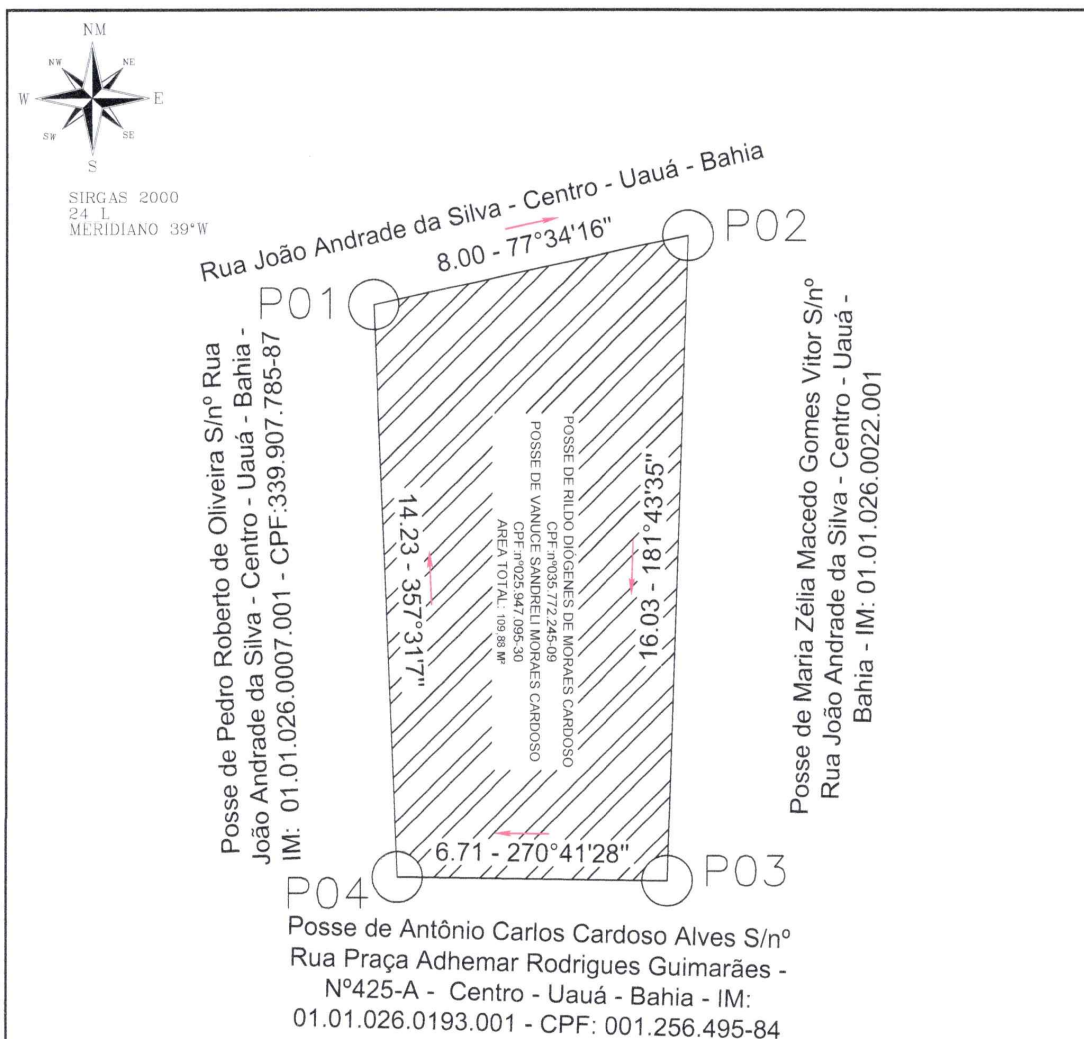 NM
NW NE
W E
SW SE
S
SIRGAS 2000
24 L
MERIDIANO 39°W
Rua João Andrade da Silva - Centro - Uauá - Bahia
8.00 - 77°34'16"
P01
P02
Posse de Pedro Roberto de Oliveira S/nº Rua
João Andrade da Silva - Centro - Uauá - Bahia -
IM: 01.01.026.0007.001 - CPF:339.907.785-87
14.23 - 357°31'7"
POSSE DE RILDO DIÓGENES DE MORAES CARDOSO
CPF:nº035.772.245-09
POSSE DE VANUCE SANDRELI MORAES CARDOSO
CPF:nº025.947.095-30
AREA TOTAL: 109.88 M²
16.03 - 181°43'35"
Posse de Maria Zélia Macedo Gomes Vitor S/nº
Rua João Andrade da Silva - Centro - Uauá -
Bahia - IM: 01.01.026.0022.001
6.71 - 270°41'28"
P04
P03
Posse de Antônio Carlos Cardoso Alves S/nº
Rua Praça Adhemar Rodrigues Guimarães -
Nº425-A - Centro - Uauá - Bahia - IM:
01.01.026.0193.001 - CPF: 001.256.495-84